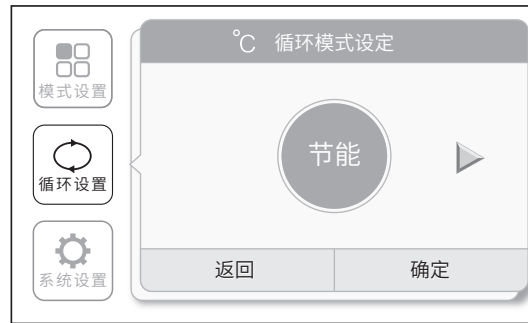 模式设置
循环设置
系统设置
℃ 循环模式设定
节能
返回
确定